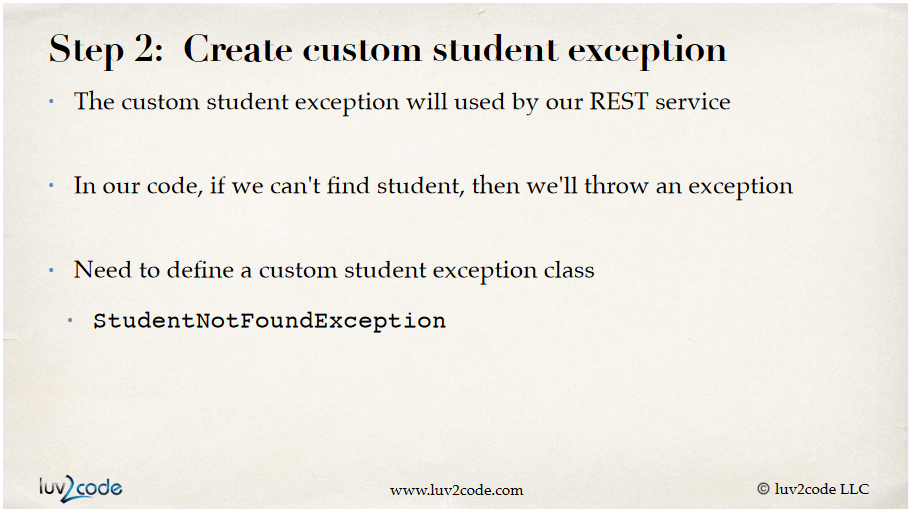 Step 2: Create custom student exception
• The custom student exception will used by our REST service
• In our code, if we can't find student, then we'll throw an exception
• Need to define a custom student exception class
• StudentNotFoundException
luv2code
www.luv2code.com
© luv2code LLC